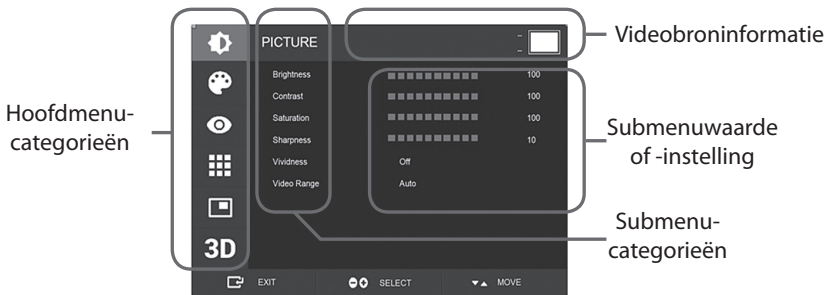 Videobroninformatie
PICTURE
Brightness 100
Contrast 100
Saturation 100
Sharpness 10
Vividness Off
Video Range Auto
3D
EXIT SELECT MOVE
Hoofdmenu-
categorieën
Submenuwaarde
of -instelling
Submenu-
categorieën